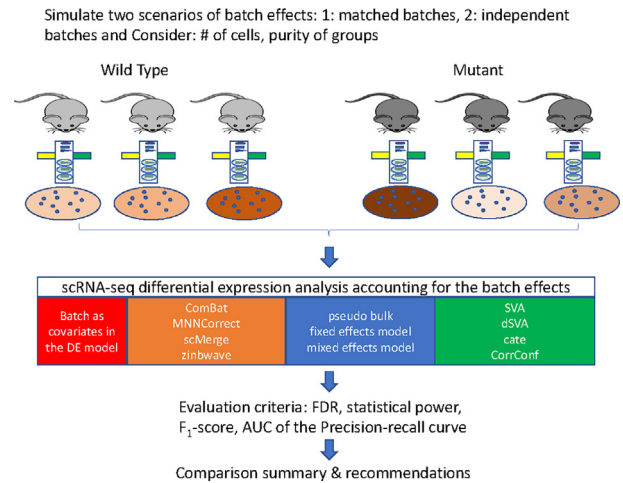 Simulate two scenarios of batch effects: 1: matched batches, 2: independent
batches and Consider: # of cells, purity of groups
Wild Type
Mutant
scRNA-seq differential expression analysis accounting for the batch effects
Batch as
covariates in
the DE model
ComBat
MNNCorrect
scMerge
zinbwave
pseudo bulk
fixed effects model
mixed effects model
SVA
dSVA
cate
CorrConf
Evaluation criteria: FDR, statistical power,
F₁-score, AUC of the Precision-recall curve
Comparison summary & recommendations